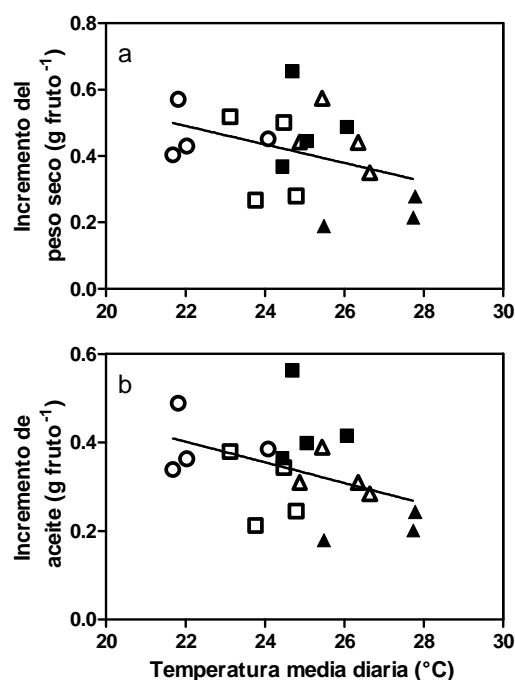 0.8
a
0.6
0.4
0.2
0.0
Incremento del
peso seco (g fruto⁻¹)
20 22 24 26 28 30
0.6
b
0.4
0.2
0.0
Incremento de
aceite (g fruto⁻¹)
20 22 24 26 28 30
Temperatura media diaria (°C)